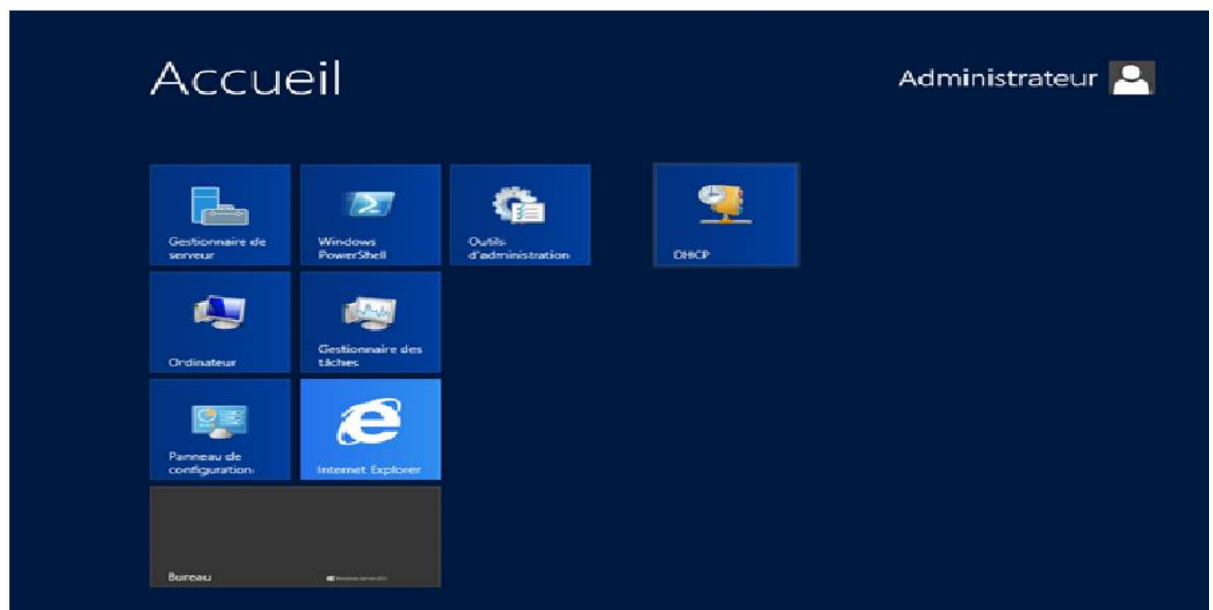 Accueil
Administrateur
Gestionnaire de
serveur
Windows
PowerShell
Outils
d'administration
DHCP
Ordinateur
Gestionnaire des
tâches
Panneau de
configuration
Internet Explorer
Bureau